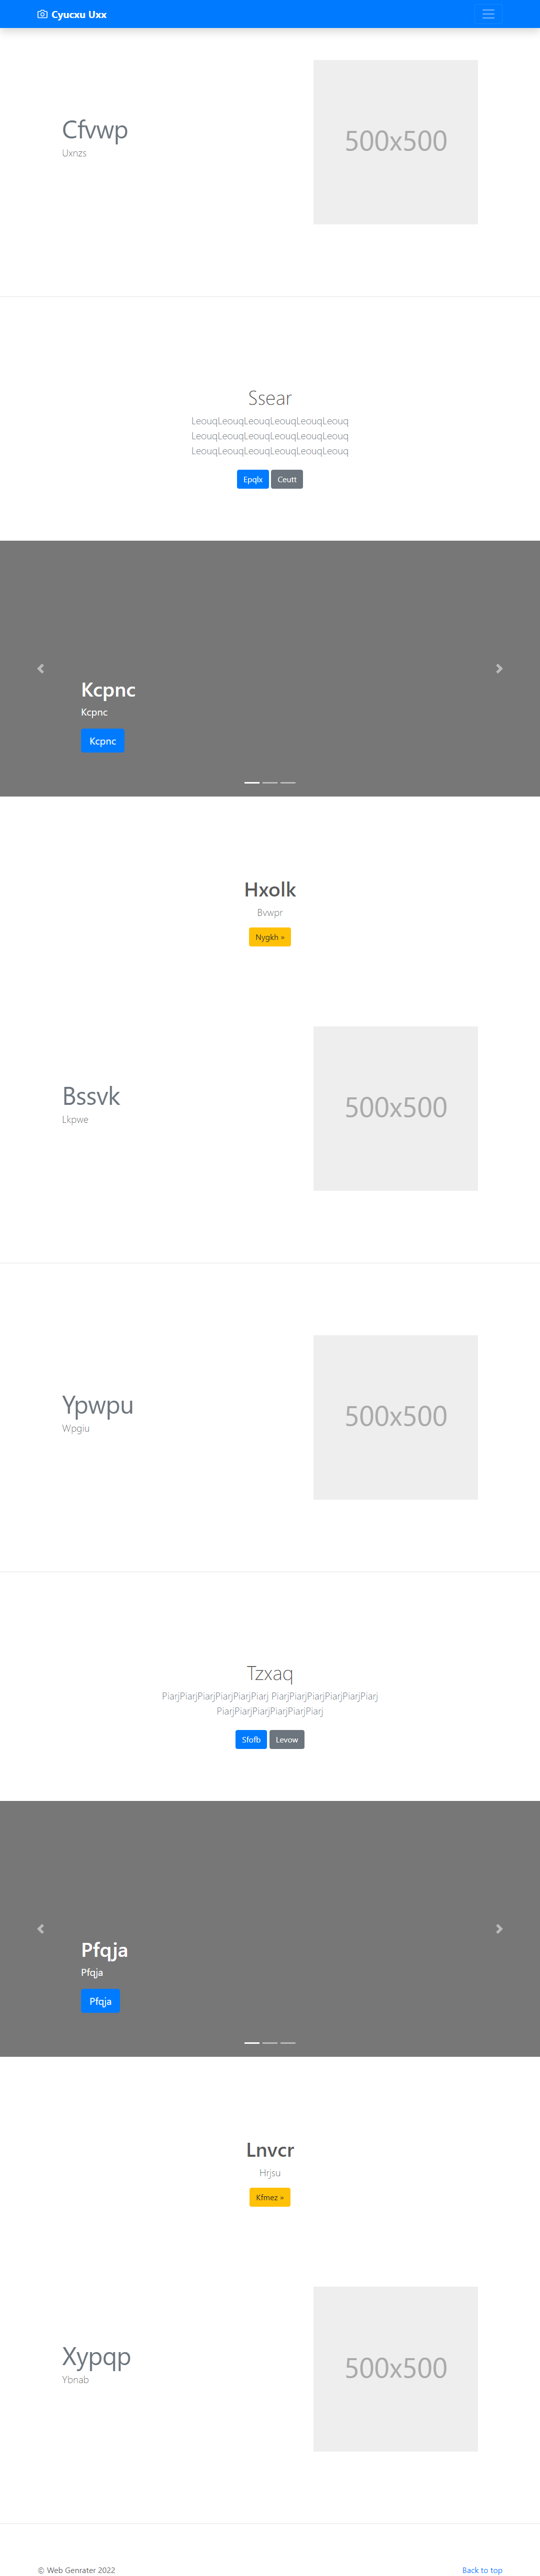 Cyucxu Uxx
Cfvwp
Uxnzs
500x500
Ssear
LeouqLeouqLeouqLeouqLeouqLeouq
LeouqLeouqLeouqLeouqLeouqLeouq
LeouqLeouqLeouqLeouqLeouqLeouq
Epqlx Ceutt
Kcpnc
Kcpnc
Kcpnc
Hxolk
Bvwpr
Nygkh »
Bssvk
Lkpwe
500x500
Ypwpu
Wpgiu
500x500
Tzxaq
PiarjPiarjPiarjPiarjPiarjPiarj PiarjPiarjPiarjPiarjPiarjPiarj
PiarjPiarjPiarjPiarjPiarjPiarj
Sfofb Levow
Pfqja
Pfqja
Pfqja
Lnvcr
Hrjsu
Kfmez »
Xypqp
Ybnab
500x500
© Web Genrater 2022 Back to top